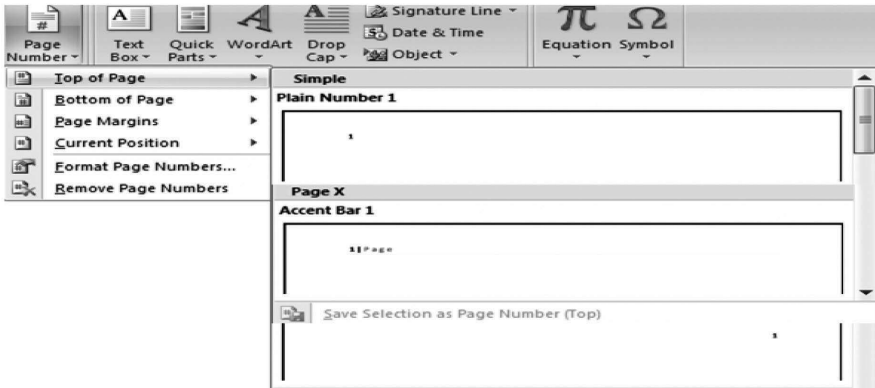 Signature Line
Date & Time
Object
Page Number
Text Box
Quick Parts
WordArt
Drop Cap
Equation
Symbol
Top of Page
Bottom of Page
Page Margins
Current Position
Format Page Numbers...
Remove Page Numbers
Simple
Plain Number 1
1
Page X
Accent Bar 1
1|Page
Save Selection as Page Number (Top)
1